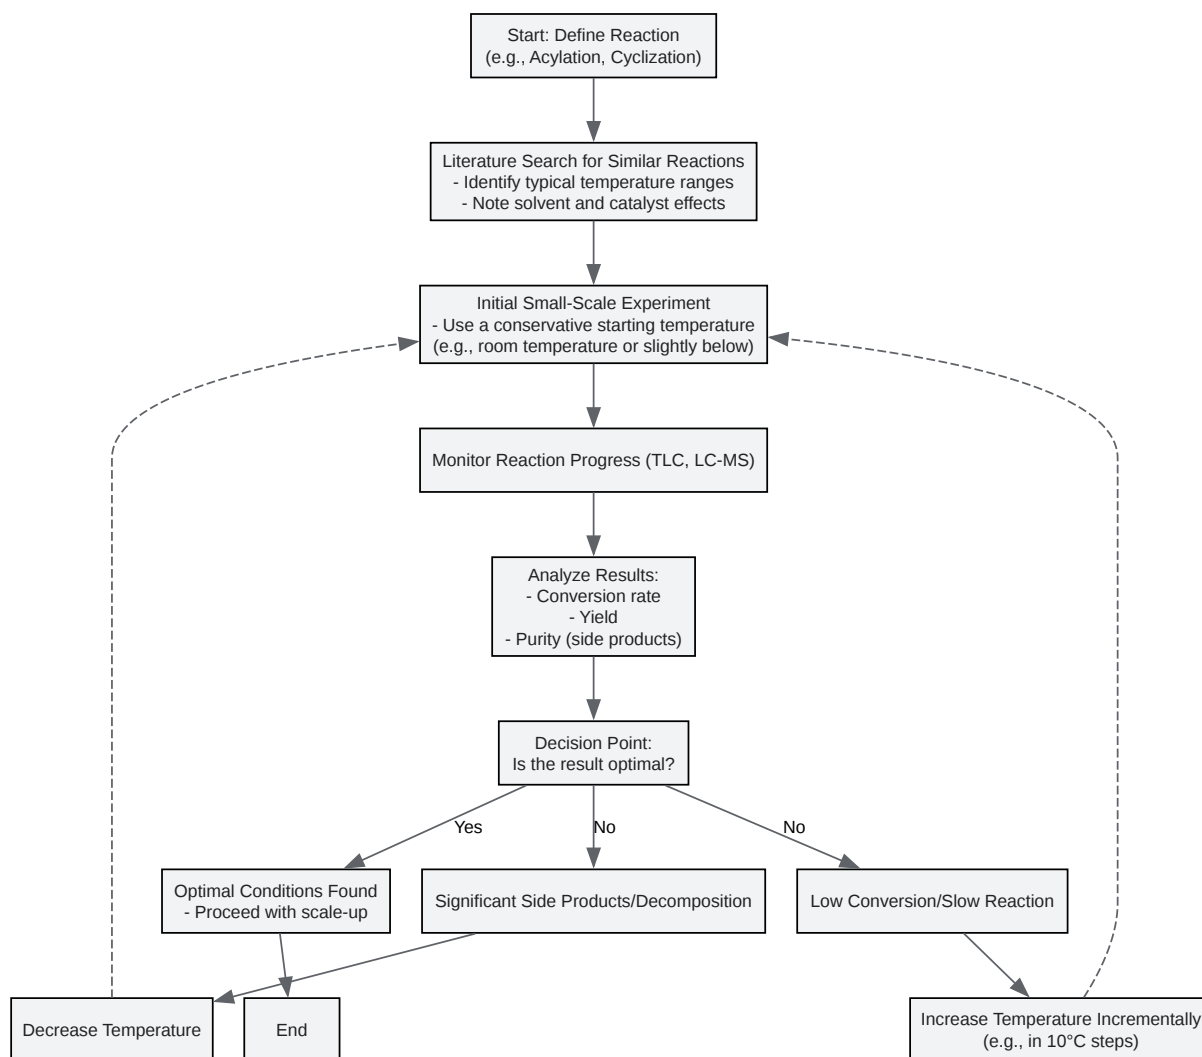 Start: Define Reaction
(e.g., Acylation, Cyclization)
Literature Search for Similar Reactions
- Identify typical temperature ranges
- Note solvent and catalyst effects
Initial Small-Scale Experiment
- Use a conservative starting temperature
(e.g., room temperature or slightly below)
Monitor Reaction Progress (TLC, LC-MS)
Analyze Results:
- Conversion rate
- Yield
- Purity (side products)
Decision Point:
Is the result optimal?
Yes
No
No
Optimal Conditions Found
- Proceed with scale-up
Significant Side Products/Decomposition
Low Conversion/Slow Reaction
Decrease Temperature
End
Increase Temperature Incrementally
(e.g., in 10°C steps)